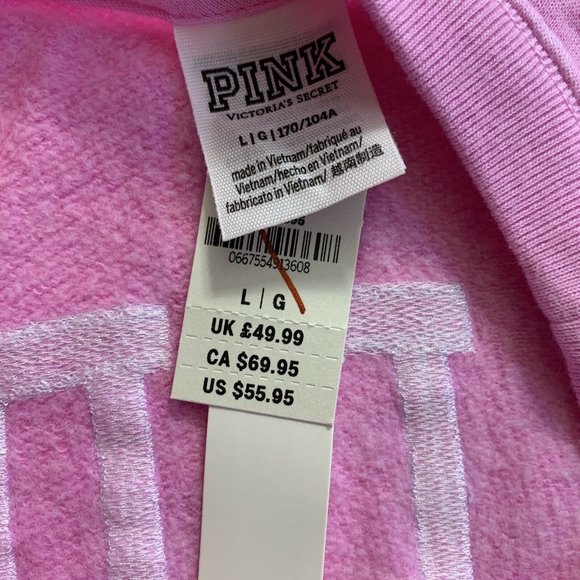 PINK
VICTORIA'S SECRET
L | G | 170/104A
made in Vietnam/fabriqué au
Vietnam/hecho en Vietnam/
fabbricato in Vietnam/ 越南制造
0667554913608
L | G
UK £49.99
CA $69.95
US $55.95